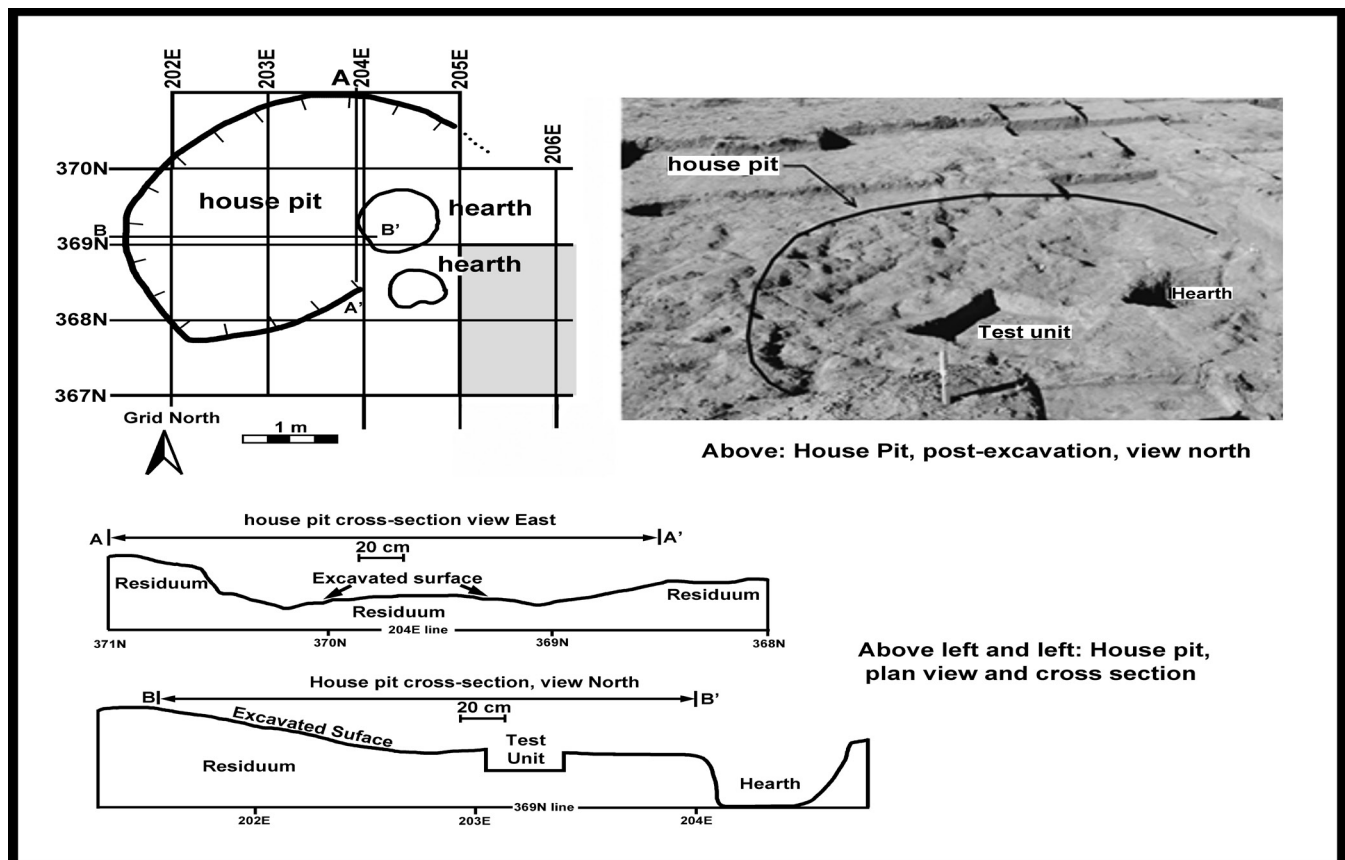 202E
203E
A
204E
205E
206E
370N
house pit
hearth
B
B'
369N
hearth
A'
368N
367N
Grid North
1 m
house pit
Hearth
Test unit
Above: House Pit, post-excavation, view north
house pit cross-section view East
A
A'
20 cm
Residuum
Excavated surface
Residuum
Residuum
371N
370N
204E line
369N
368N
Above left and left: House pit,
plan view and cross section
House pit cross-section, view North
B
B'
20 cm
Excavated Suface
Test
Unit
Residuum
Hearth
369N line
202E
203E
204E